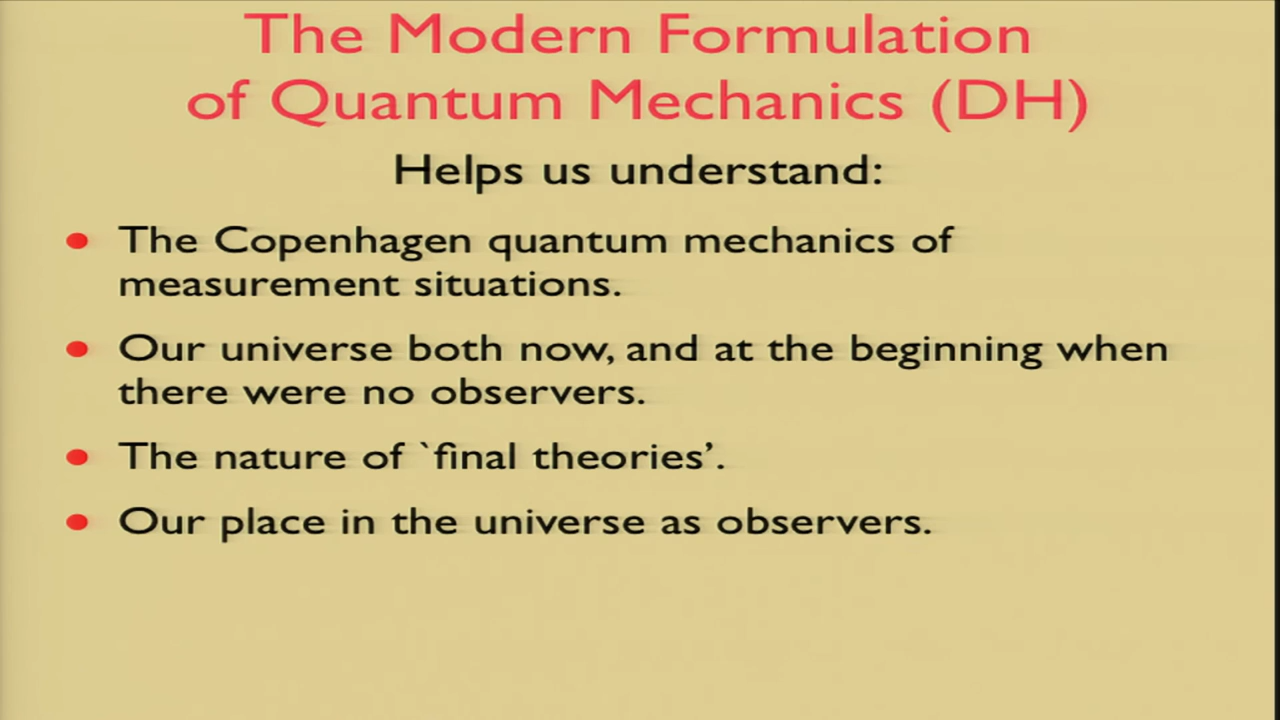 The Modern Formulation
of Quantum Mechanics (DH)
Helps us understand:
• The Copenhagen quantum mechanics of
measurement situations.
• Our universe both now, and at the beginning when
there were no observers.
• The nature of `final theories’.
• Our place in the universe as observers.